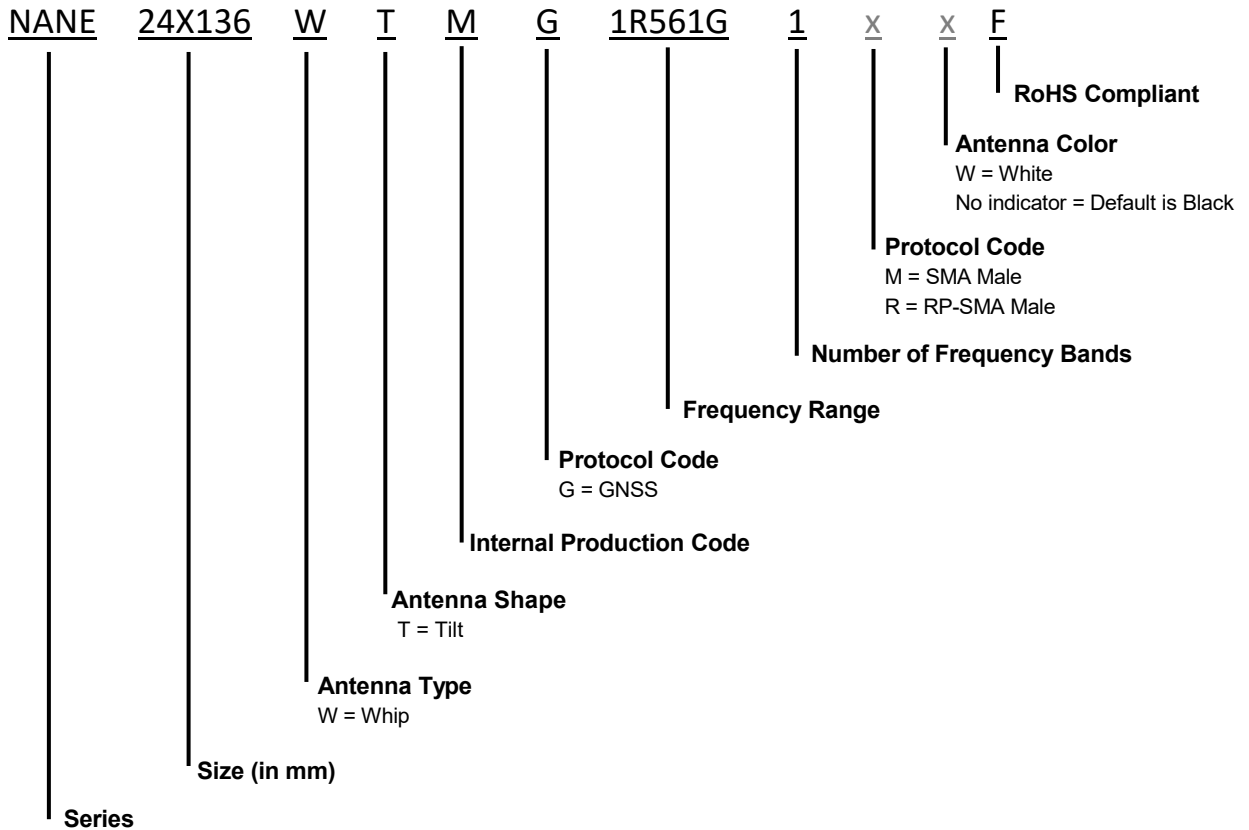 NANE 24X136 W T M G 1R561G 1 x x F
RoHS Compliant
Antenna Color
W = White
No indicator = Default is Black
Protocol Code
M = SMA Male
R = RP-SMA Male
Number of Frequency Bands
Frequency Range
Protocol Code
G = GNSS
Internal Production Code
Antenna Shape
T = Tilt
Antenna Type
W = Whip
Size (in mm)
Series